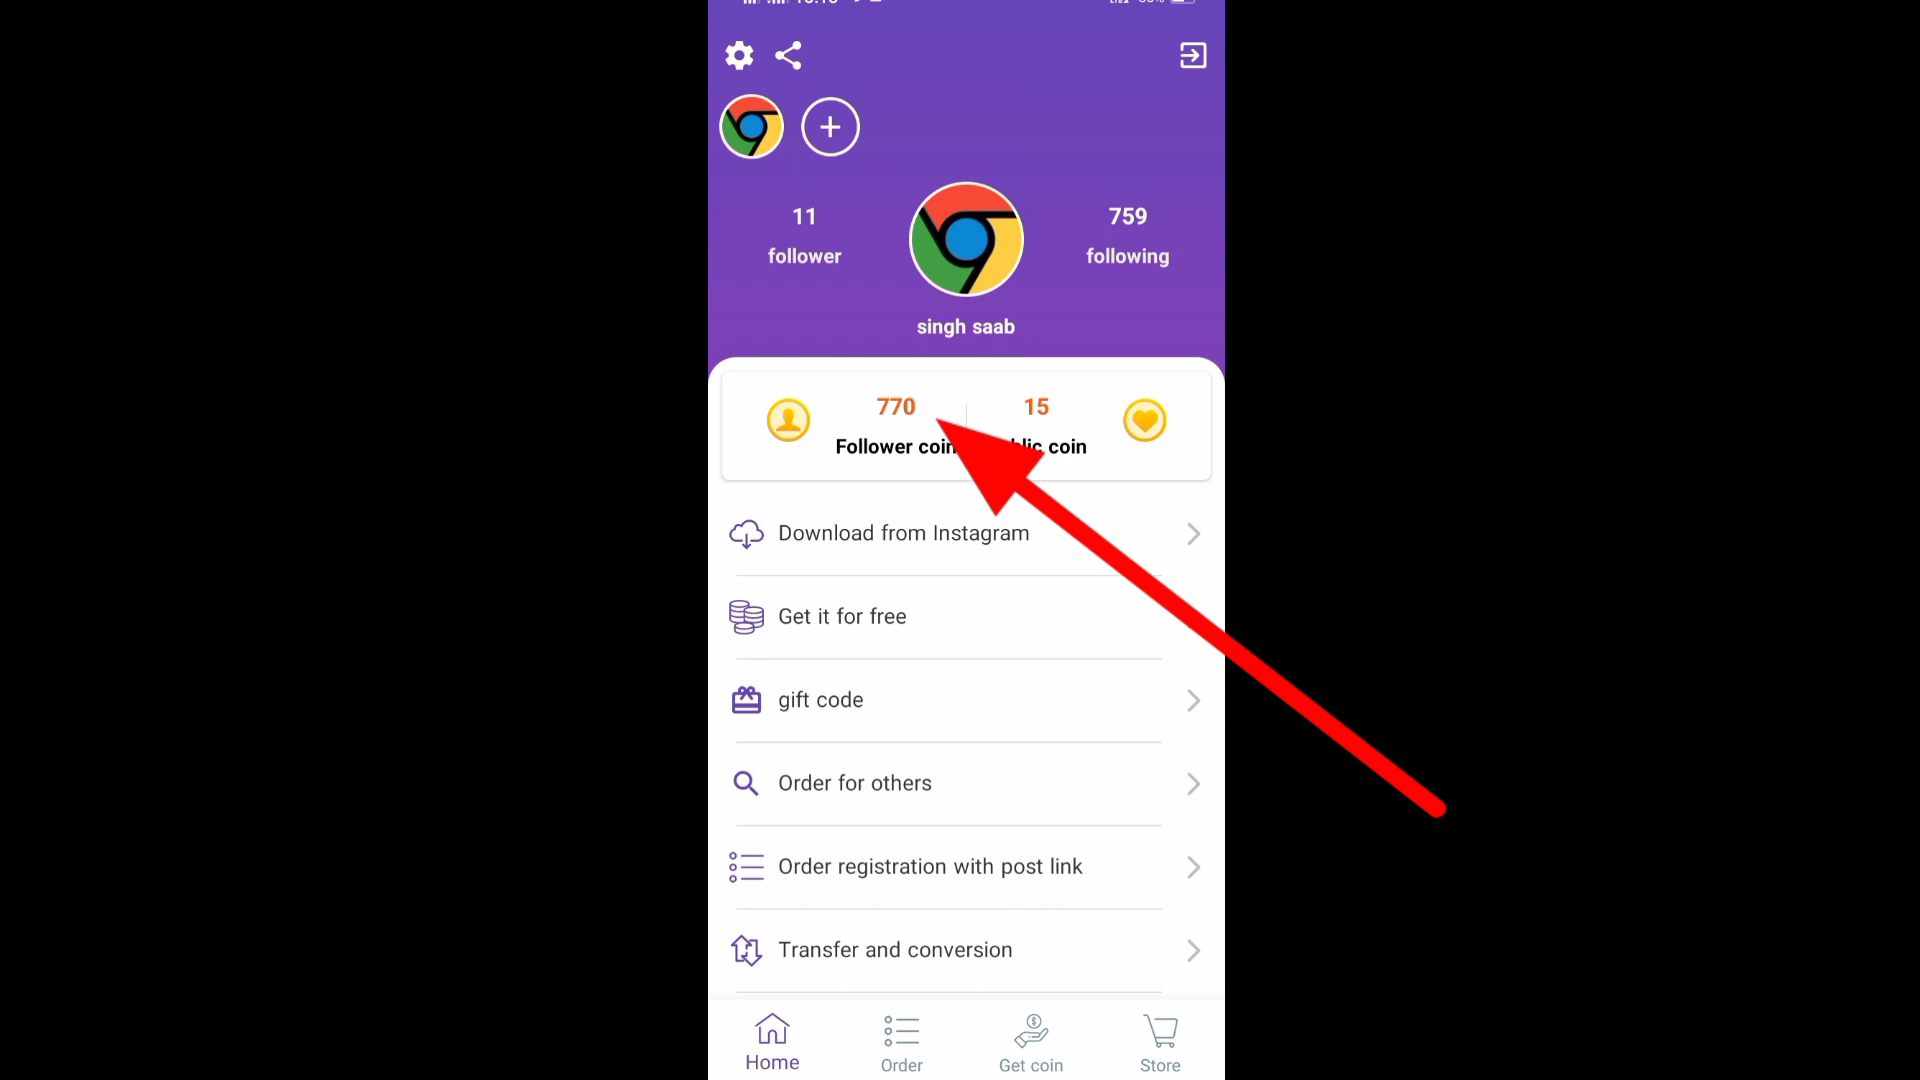 11
759
follower
following
singh saab
770
15
Follower coin
coin
Download from Instagram
Get it for free
gift code
Order for others
Order registration with post link
Transfer and conversion
Home
Order
Get coin
Store